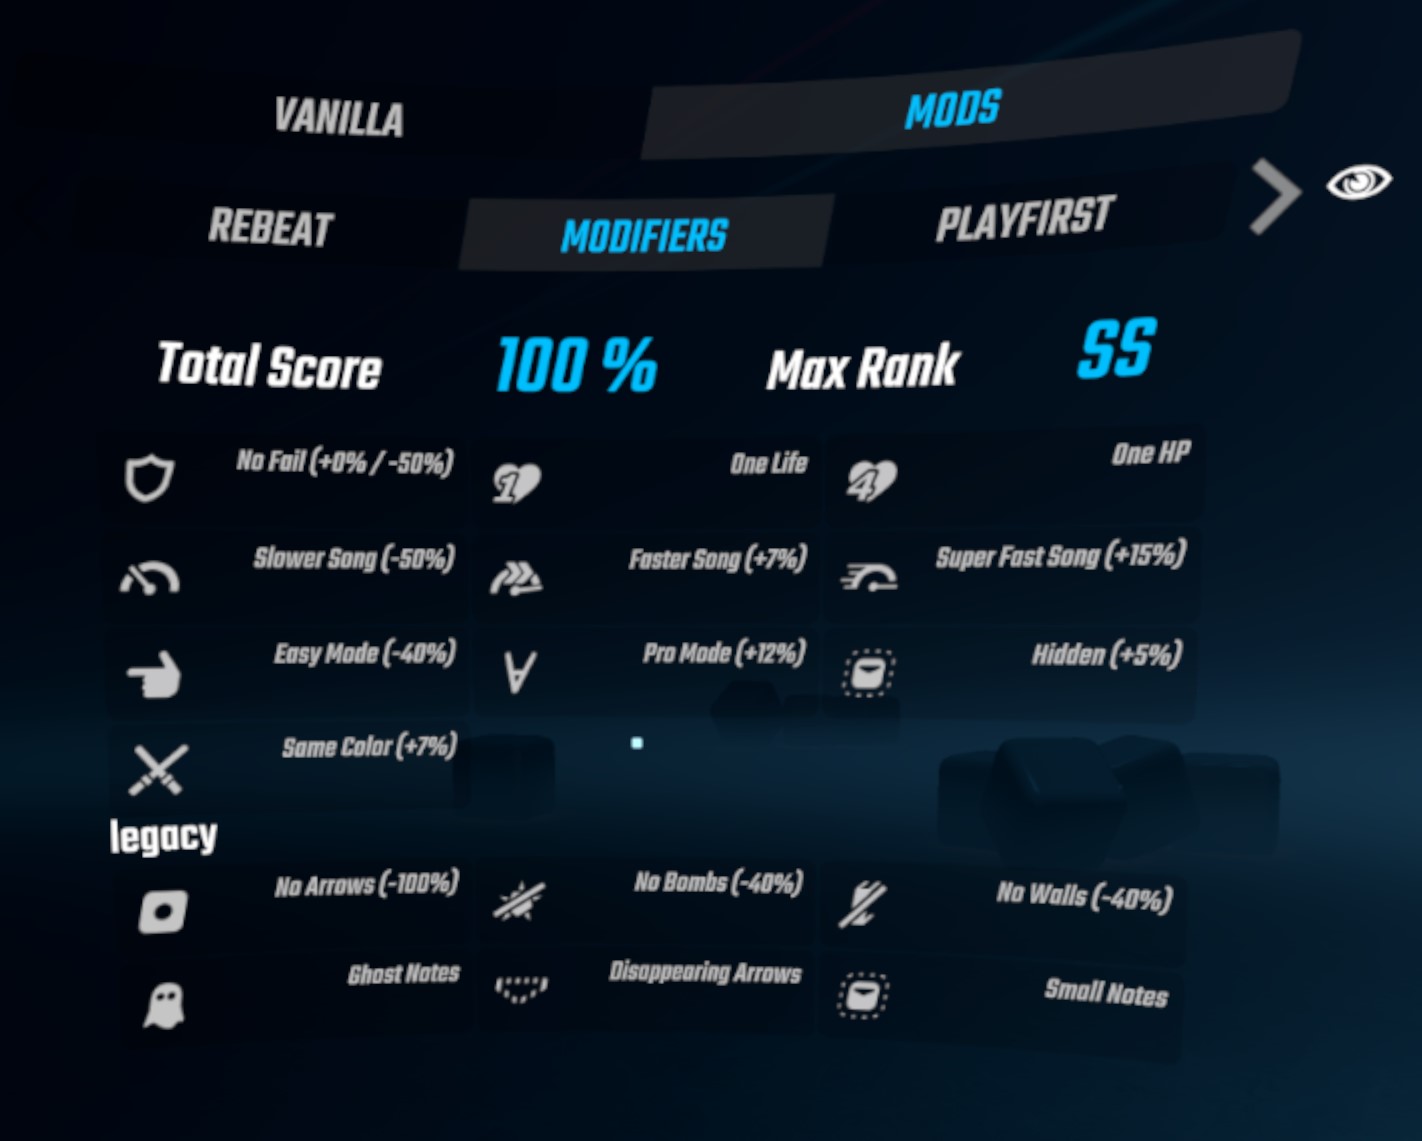 VANILLA MODS
REBEAT MODIFIERS PLAYFIRST
Total Score 100 % Max Rank SS
No Fail (+0% / -50%) One Life One HP
1 4
Slower Song (-50%) Faster Song (+7%) Super Fast Song (+15%)
Easy Mode (-40%) Pro Mode (+12%) Hidden (+5%)
Same Color (+7%)
legacy
No Arrows (-100%) No Bombs (-40%) No Walls (-40%)
Ghost Notes Disappearing Arrows Small Notes